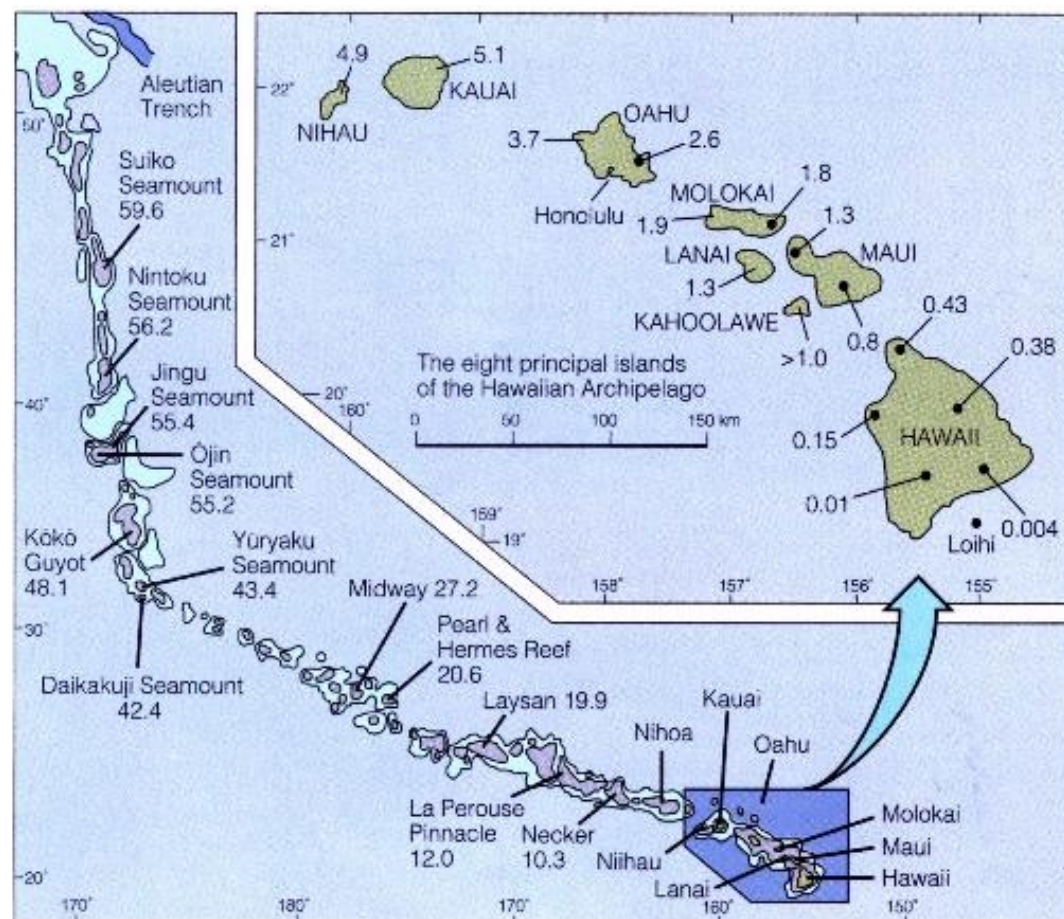 Aleutian
Trench
50°
Suiko
Seamount
59.6
Nintoku
Seamount
56.2
Jingu
Seamount
55.4
40°
Ōjin
Seamount
55.2
Kōkō
Guyot
48.1
Yūryaku
Seamount
43.4
30°
Daikakuji Seamount
42.4
Midway 27.2
Pearl &
Hermes Reef
20.6
Laysan 19.9
La Perouse
Pinnacle
12.0
Necker
10.3
Nihoa
Kauai
Oahu
Niihau
Lanai
Molokai
Maui
Hawaii
20°
170°
180°
170°
160°
150°
4.9
5.1
22°
KAUAI
NIHAU
OAHU
3.7
2.6
Honolulu
MOLOKAI
1.8
1.9
21°
1.3
LANAI
MAUI
1.3
KAHOOLAWE
>1.0
0.8
0.43
0.38
The eight principal islands
of the Hawaiian Archipelago
20°
160°
0 50 100 150 km
0.15
HAWAII
0.01
0.004
Loihi
159°
19°
158°
157°
156°
155°